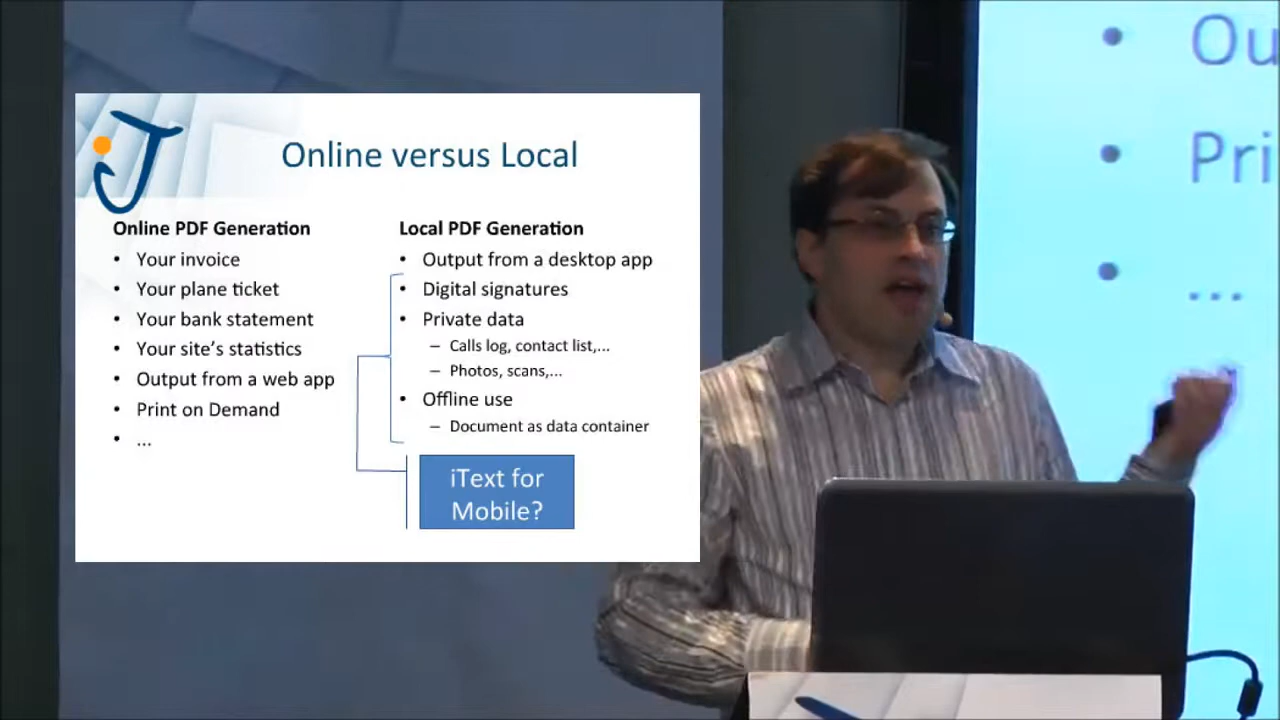 Online versus Local
Online PDF Generation
• Your invoice
• Your plane ticket
• Your bank statement
• Your site's statistics
• Output from a web app
• Print on Demand
• ...
Local PDF Generation
• Output from a desktop app
• Digital signatures
• Private data
– Calls log, contact list,...
– Photos, scans,...
• Offline use
– Document as data container
iText for
Mobile?
• Ou
• Pri
• ...